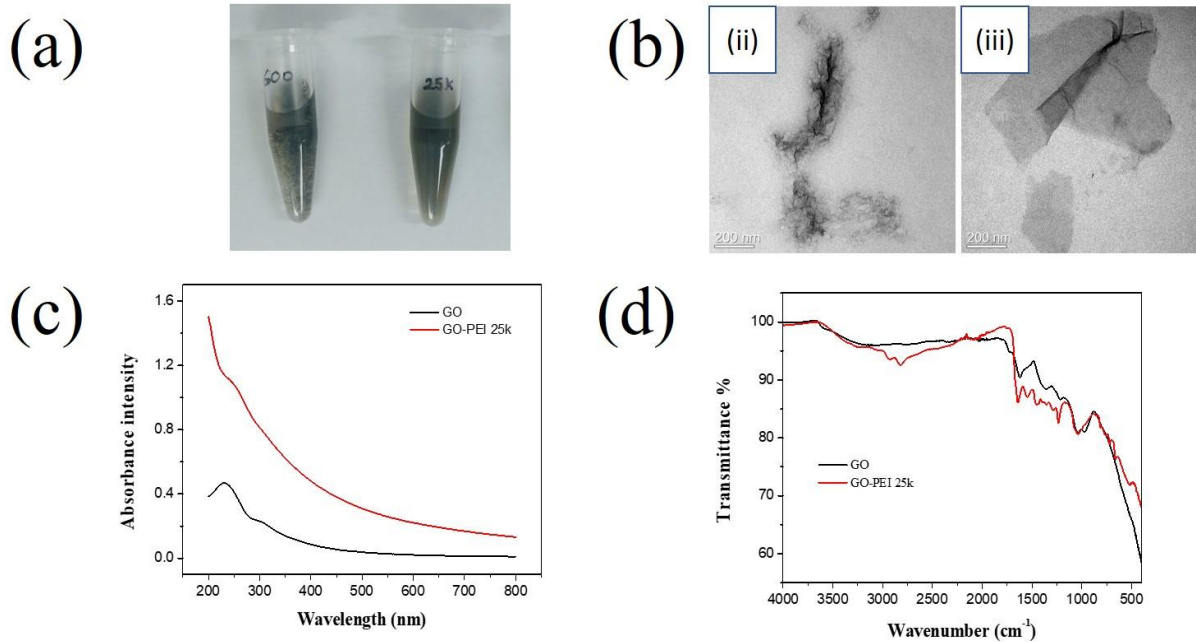 (a)
600
25k
(b)
(ii)
200 nm
(iii)
200 nm
(c)
1.6
1.2
0.8
0.4
0.0
Absorbance intensity
GO
GO-PEI 25k
200 300 400 500 600 700 800
Wavelength (nm)
(d)
100
90
80
70
60
Transmittance %
GO
GO-PEI 25k
4000 3500 3000 2500 2000 1500 1000 500
Wavenumber (cm⁻¹)